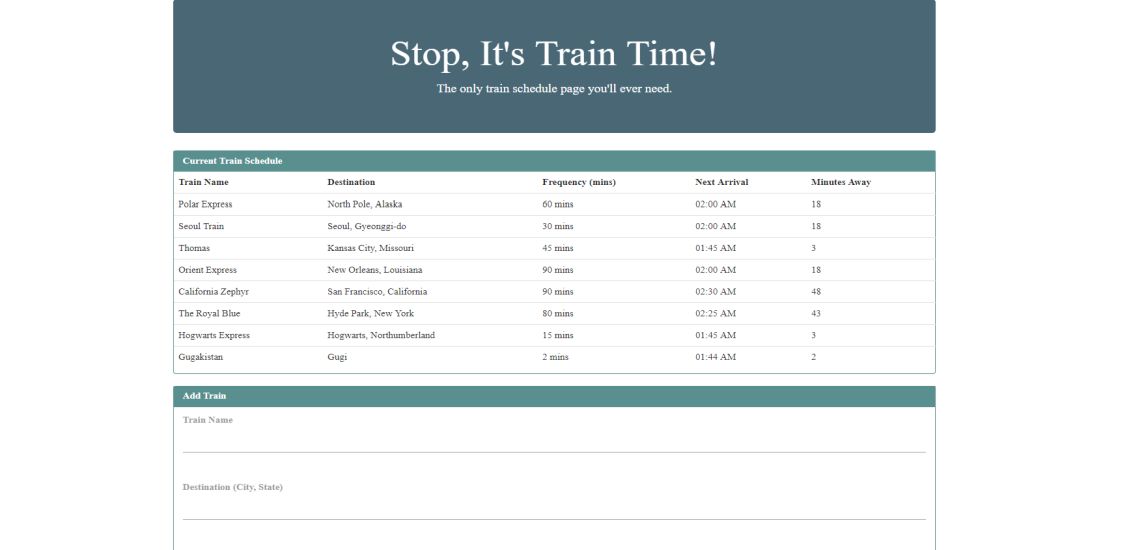 Stop, It's Train Time!
The only train schedule page you'll ever need.
Current Train Schedule
Train Name Destination Frequency (mins) Next Arrival Minutes Away
Polar Express North Pole, Alaska 60 mins 02:00 AM 18
Seoul Train Seoul, Gyeonggi-do 30 mins 02:00 AM 18
Thomas Kansas City, Missouri 45 mins 01:45 AM 3
Orient Express New Orleans, Louisiana 90 mins 02:00 AM 18
California Zephyr San Francisco, California 90 mins 02:30 AM 48
The Royal Blue Hyde Park, New York 80 mins 02:25 AM 43
Hogwarts Express Hogwarts, Northumberland 15 mins 01:45 AM 3
Gugakistan Gugi 2 mins 01:44 AM 2
Add Train
Train Name
Destination (City, State)